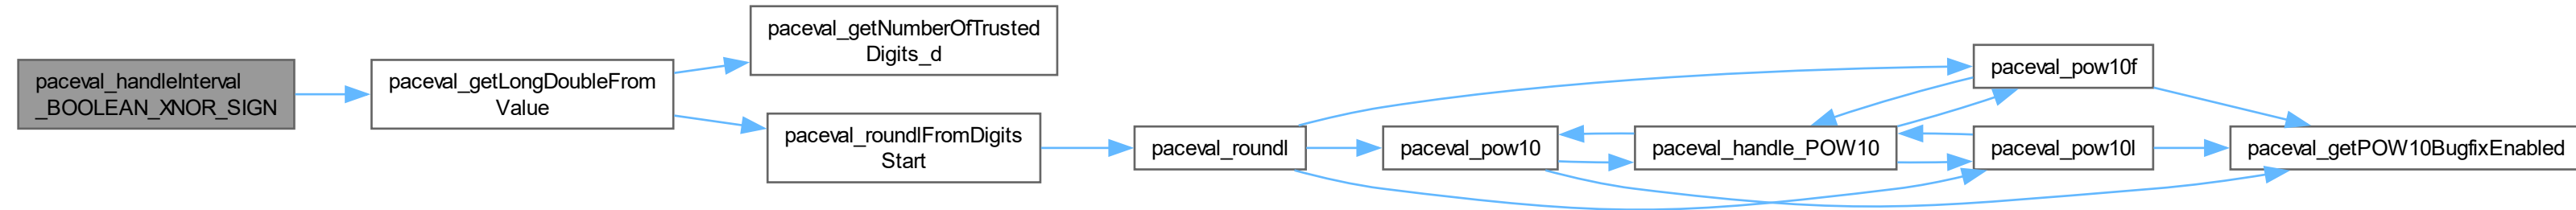 paceval_handleInterval
_BOOLEAN_XNOR_SIGN
paceval_getLongDoubleFrom
Value
paceval_getNumberOfTrusted
Digits_d
paceval_roundlFromDigits
Start
paceval_roundl
paceval_pow10
paceval_handle_POW10
paceval_pow10f
paceval_pow10l
paceval_getPOW10BugfixEnabled